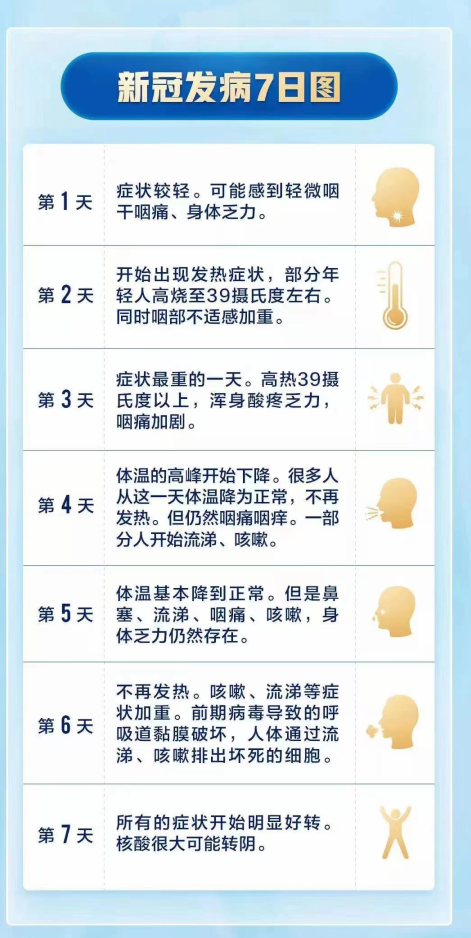 新冠发病7日图
第1天
症状较轻。可能感到轻微咽
干咽痛、身体乏力。
第2天
开始出现发热症状，部分年
轻人高烧至39摄氏度左右。
同时咽部不适感加重。
第3天
症状最重的一天。高热39摄
氏度以上，浑身酸疼乏力，
咽痛加剧。
第4天
体温的高峰开始下降。很多人
从这一天体温降为正常，不再
发热。但仍然咽痛咽痒。一部
分人开始流涕、咳嗽。
第5天
体温基本降到正常。但是鼻
塞、流涕、咽痛、咳嗽，身
体乏力仍然存在。
第6天
不再发热。咳嗽、流涕等症
状加重。前期病毒导致的呼
吸道黏膜破坏，人体通过流
涕、咳嗽排出坏死的细胞。
第7天
所有的症状开始明显好转。
核酸很大可能转阴。